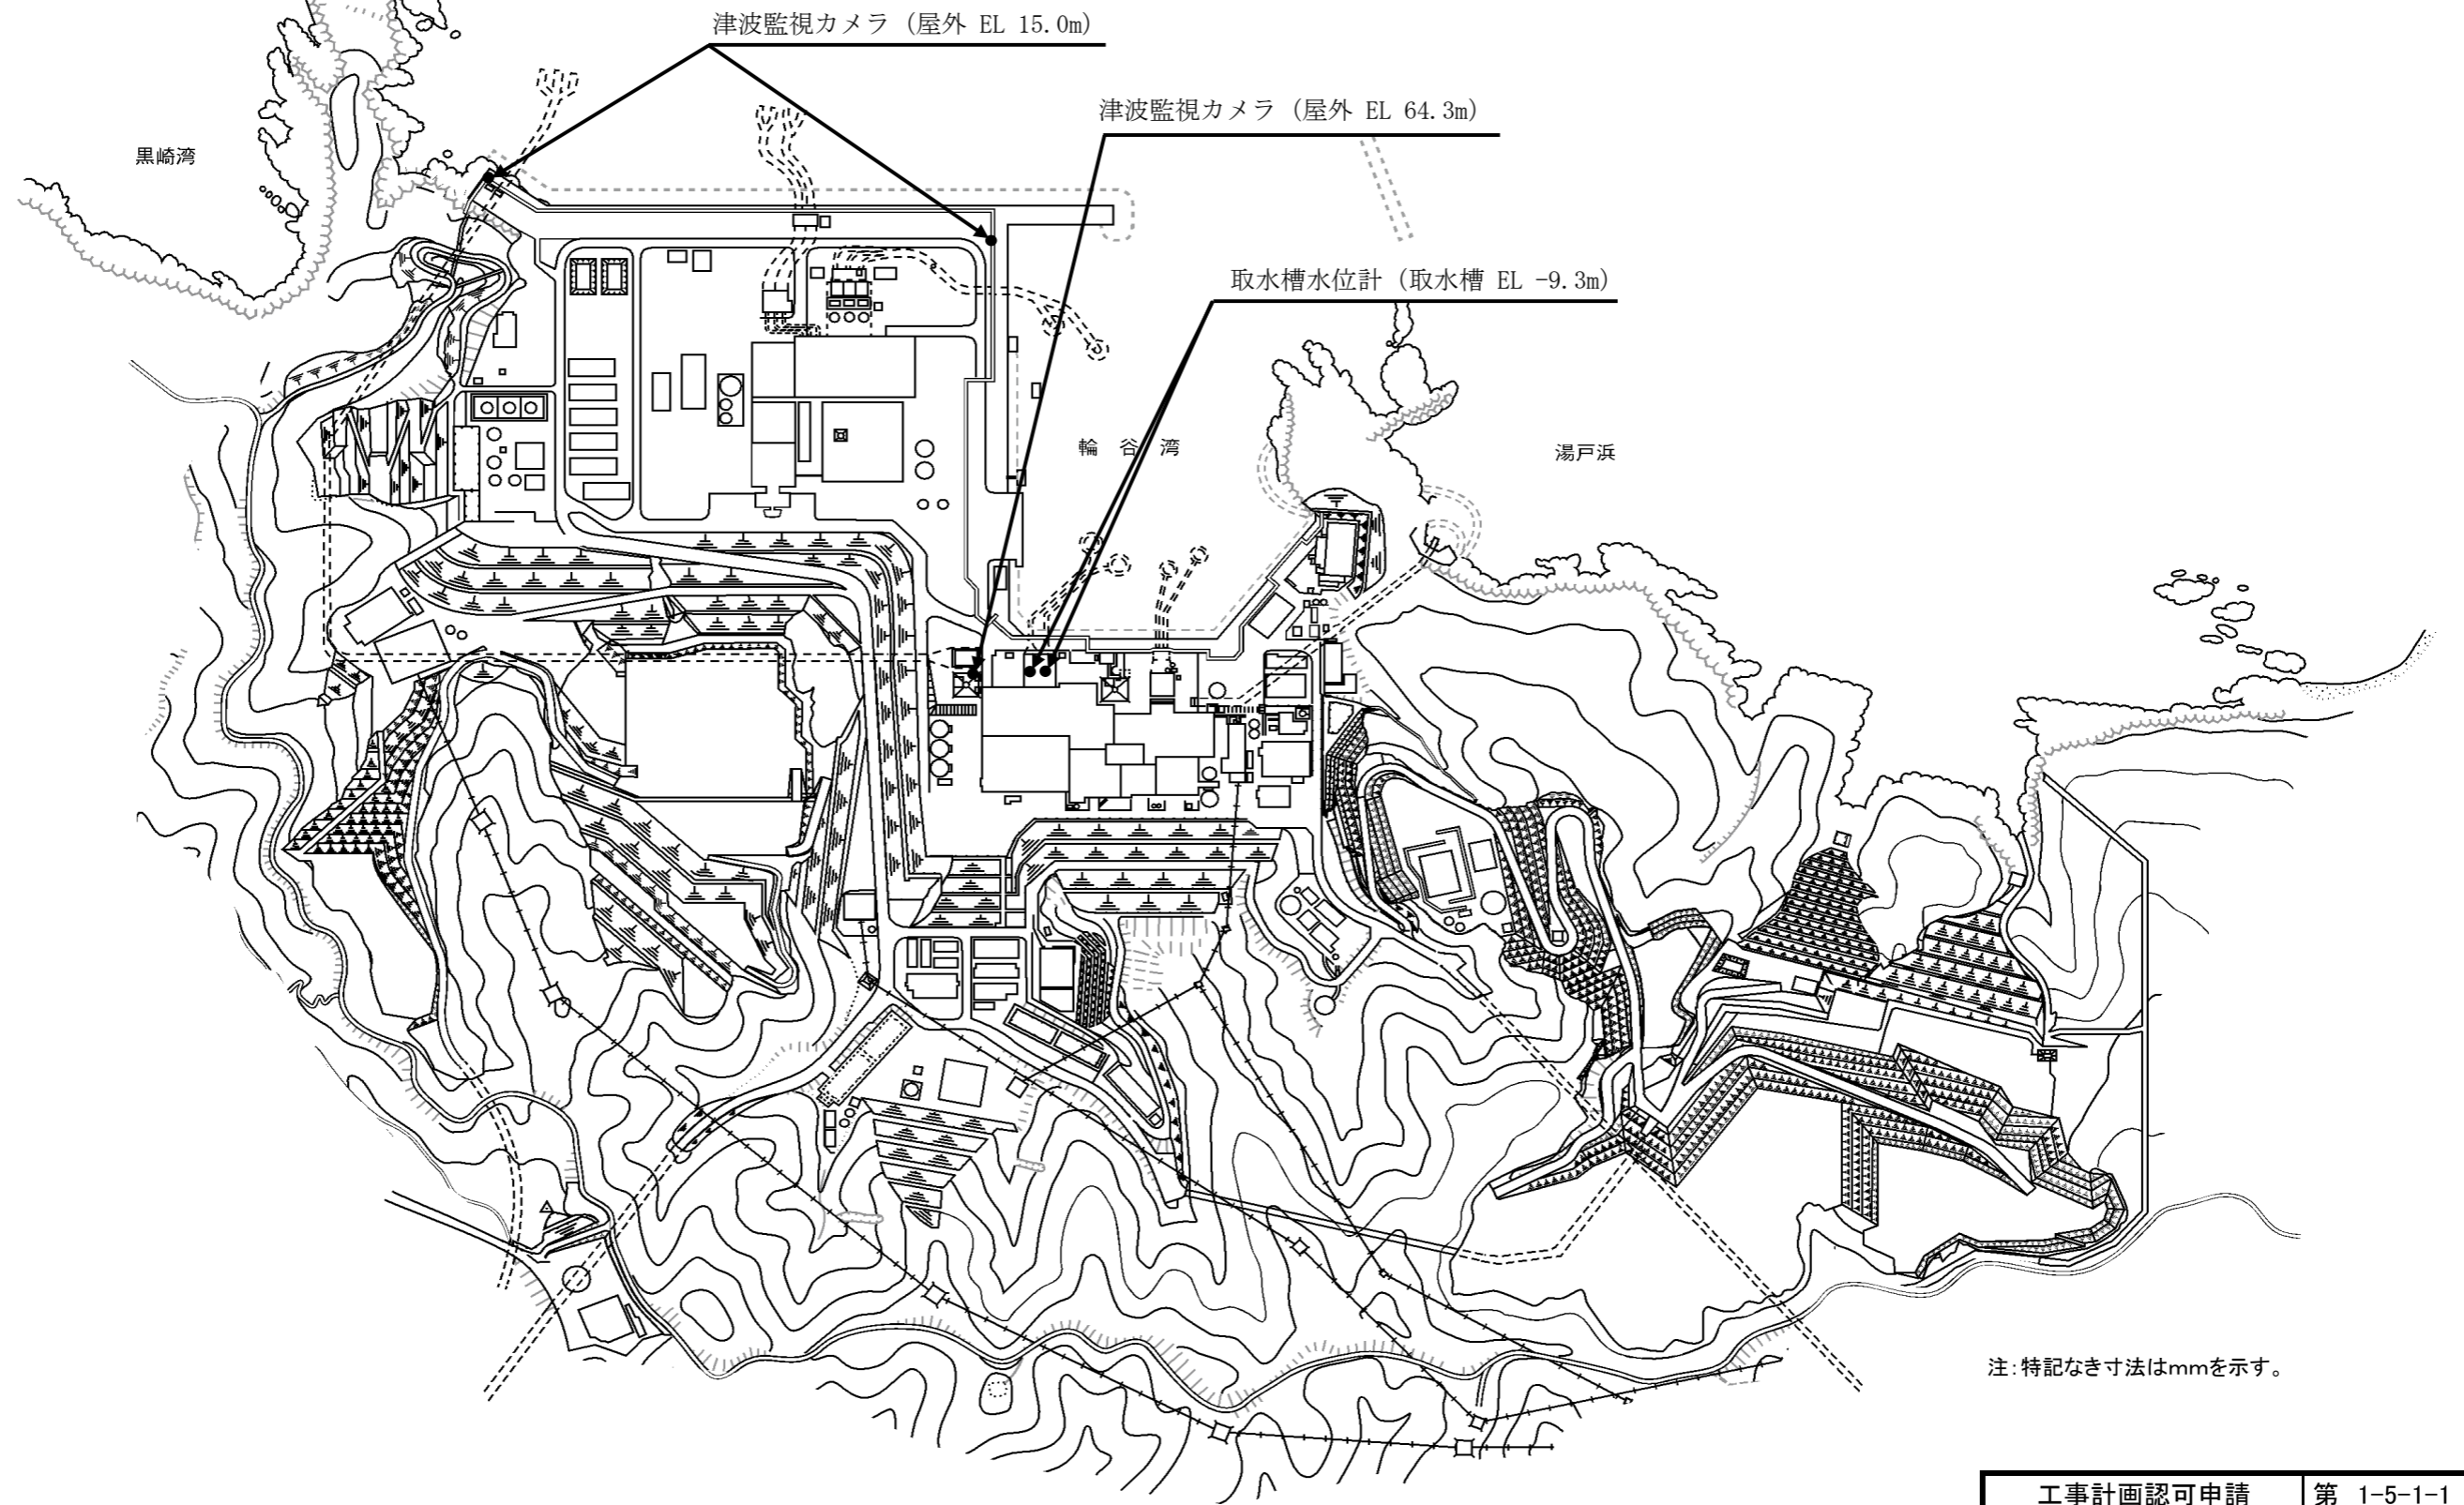 津波監視カメラ（屋外 EL 15.0m）
津波監視カメラ（屋外 EL 64.3m）
黒崎湾
取水槽水位計（取水槽 EL -9.3m）
輪谷湾
湯戸浜
注：特記なき寸法はmmを示す。
工事計画認可申請 第 1-5-1-1